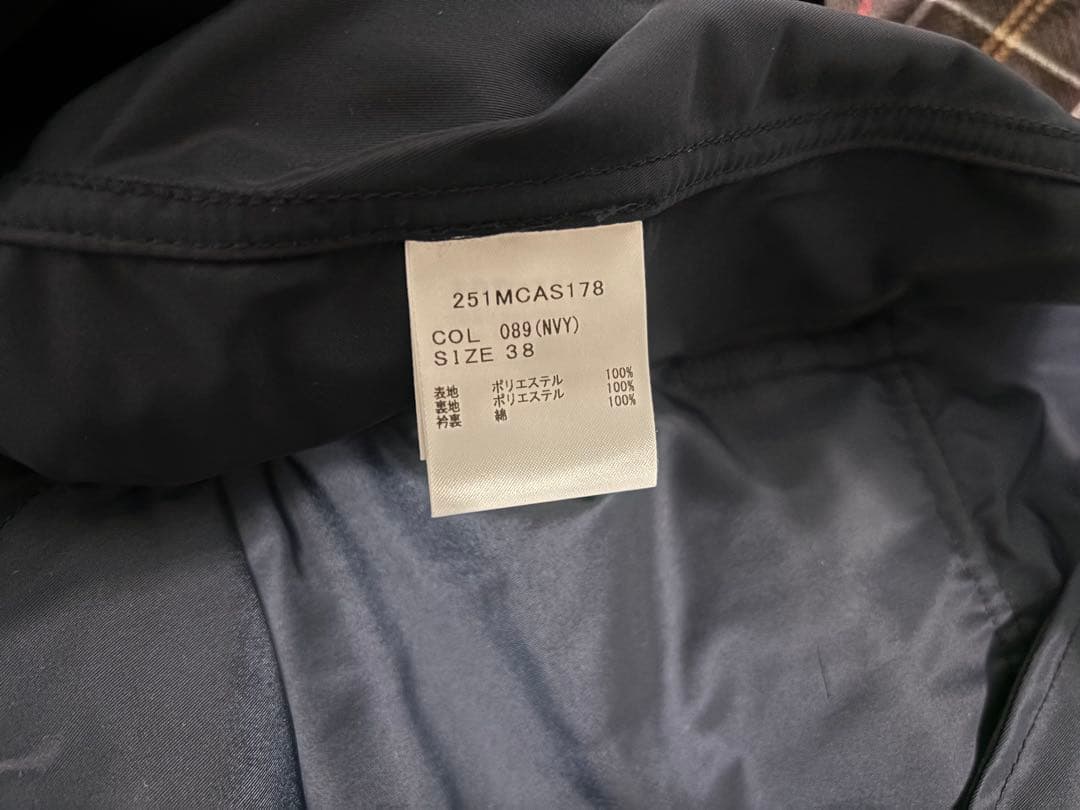 251MCAS178
COL 089(NVY)
SIZE 38
表地 ポリエステル 100%
裏地 ポリエステル 100%
衿裏 綿 100%